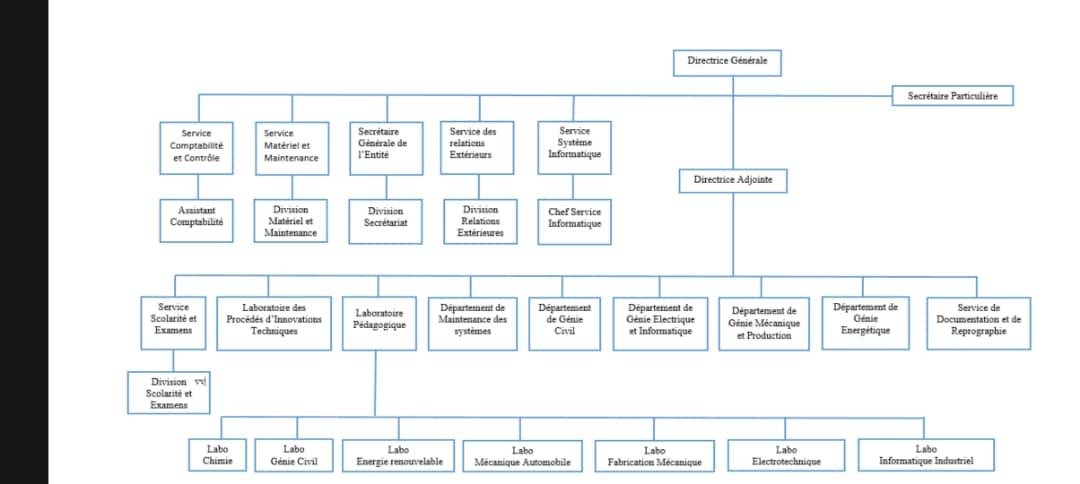 Directrice Générale
Secrétaire Particulière
Service
Comptabilité
et Contrôle
Service
Matériel et
Maintenance
Secrétaire
Générale de
l'Entité
Service des
relations
Extérieurs
Service
Système
Informatique
Directrice Adjointe
Assistant
Comptabilité
Division
Matériel et
Maintenance
Division
Secrétariat
Division
Relations
Extérieures
Chef Service
Informatique
Service
Scolarité et
Examens
Laboratoire des
Procédés d'Innovations
Techniques
Laboratoire
Pédagogique
Département de
Maintenance des
systèmes
Département
de Génie
Civil
Département de
Génie Electrique
et Informatique
Département de
Génie Mécanique
et Production
Département de
Génie
Energétique
Service de
Documentation et de
Reprographie
Division
Scolarité et
Examens
Labo
Chimie
Labo
Génie Civil
Labo
Energie renouvelable
Labo
Mécanique Automobile
Labo
Fabrication Mécanique
Labo
Electrotechnique
Labo
Informatique Industriel